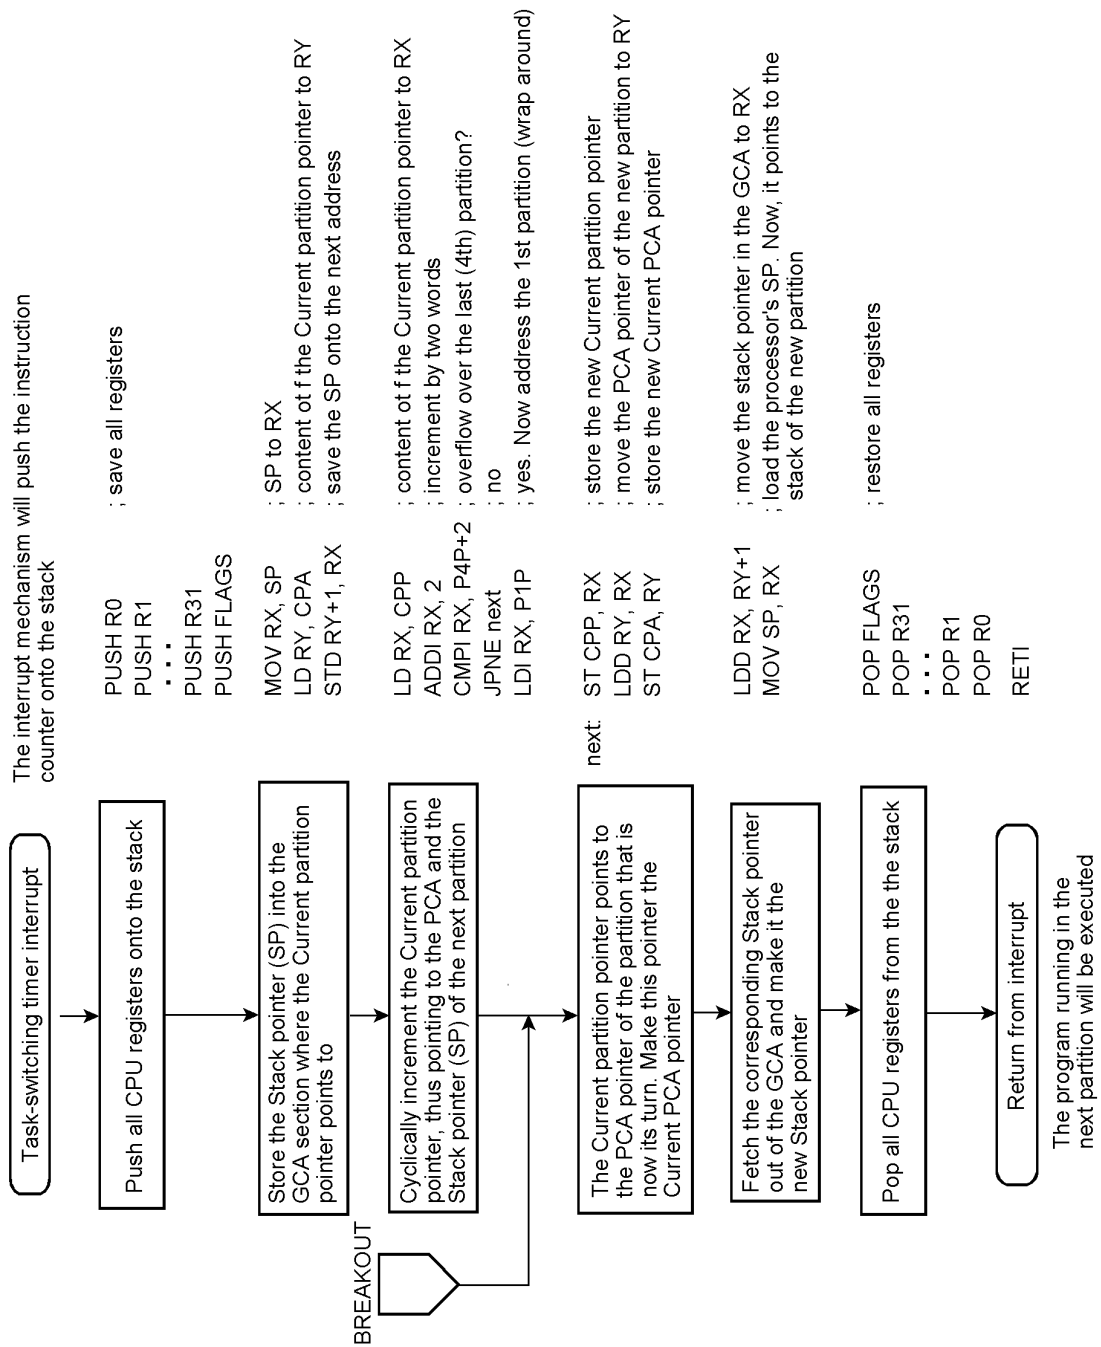 Task-switching timer interrupt
The interrupt mechanism will push the instruction
counter onto the stack
Push all CPU registers onto the stack
PUSH R0 ; save all registers
PUSH R1
. . .
PUSH R31
PUSH FLAGS
Store the Stack pointer (SP) into the
GCA section where the Current partition
pointer points to
MOV RX, SP ; SP to RX
LD RY, CPA ; content ot f the Current partition pointer to RY
STD RY+1, RX ; save the SP onto the next address
BREAKOUT
Cyclically increment the Current partition
pointer, thus pointing to the PCA and the
Stack pointer (SP) of the next partition
LD RX, CPP ; content ot f the Current partition pointer to RX
ADDI RX, 2 ; increment by two words
CMPI RX, P4P+2 ; overflow over the last (4th) partition?
JPNE next ; no
LDI RX, P1P ; yes. Now address the 1st partition (wrap around)
The Current partition pointer points to
the PCA pointer of the partition that is
now its turn. Make this pointer the
Current PCA pointer
next: ST CPP, RX ; store the new Current partition pointer
LDD RY, RX ; move the PCA pointer of the new partition to RY
ST CPA, RY ; store the new Current PCA pointer
Fetch the corresponding Stack pointer
out of the GCA and make it the
new Stack pointer
LDD RX, RY+1 ; move the stack pointer in the GCA to RX
MOV SP, RX ; load the processor's SP. Now, it points to the
stack of the new partition
Pop all CPU registers from the the stack
POP FLAGS ; restore all registers
POP R31
. . .
POP R1
POP R0
Return from interrupt
RETI
The program running in the
next partition will be executed